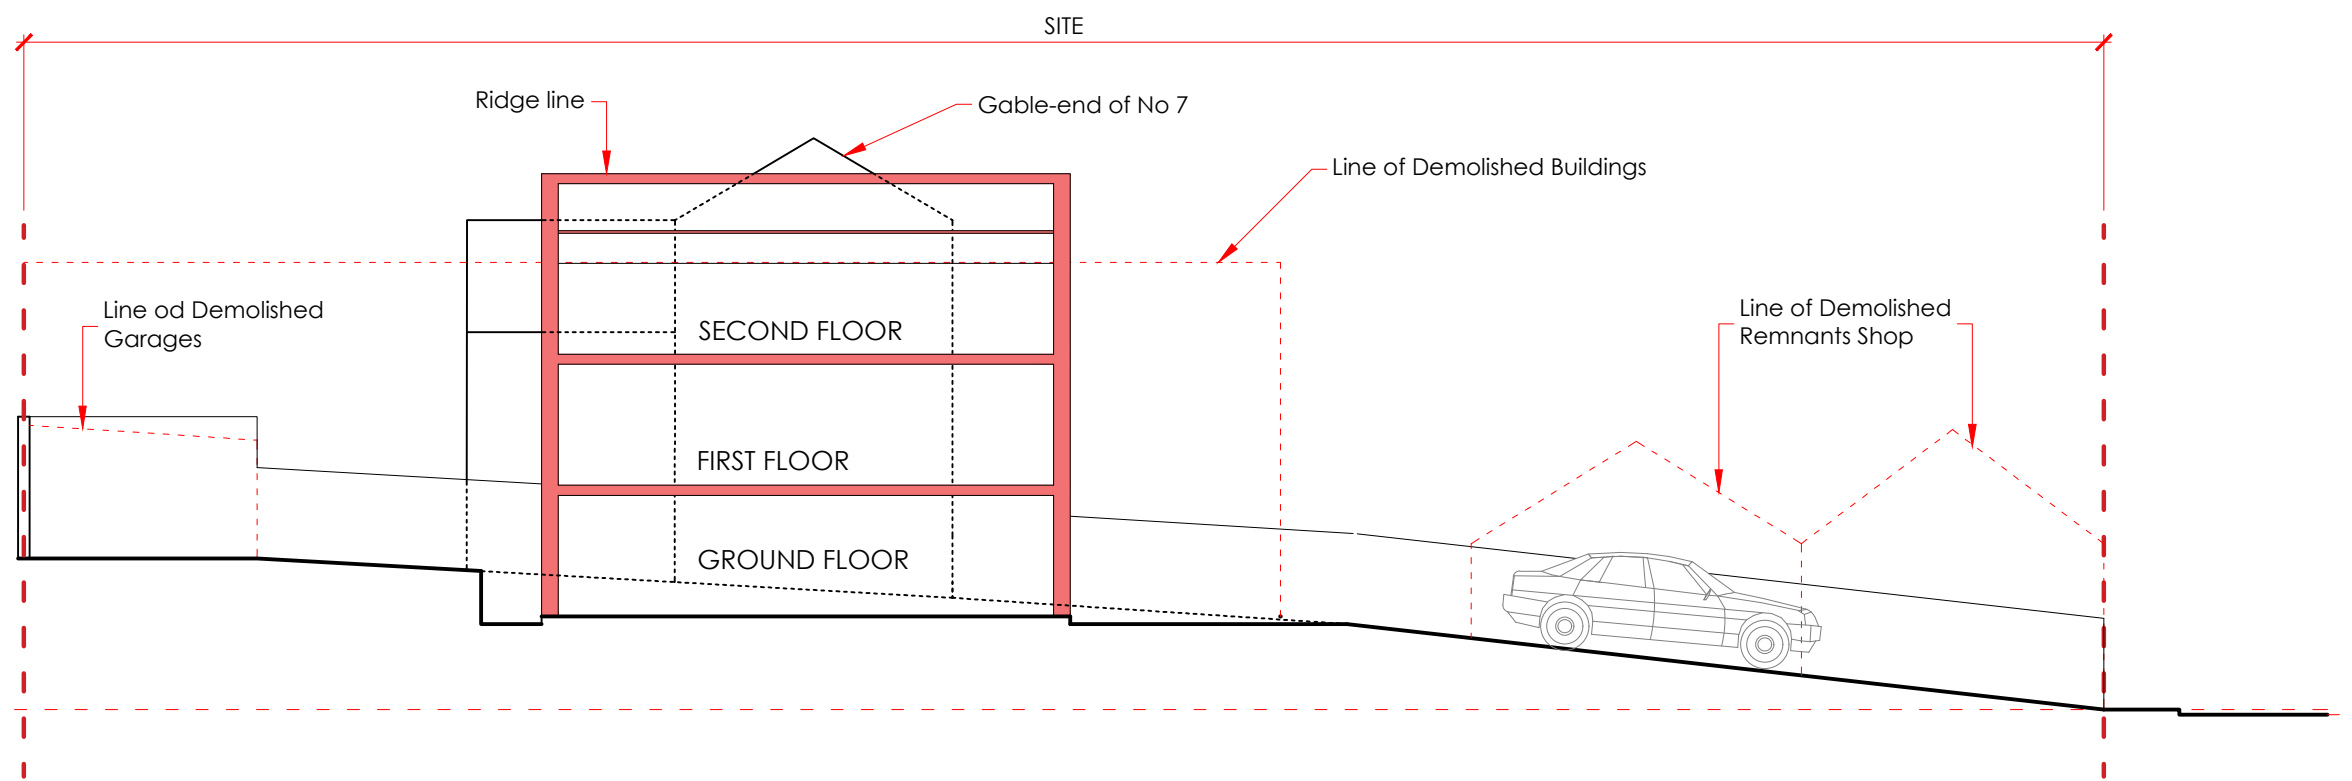 SITE
Ridge line
Gable-end of No 7
Line of Demolished Buildings
Line od Demolished
Garages
Line of Demolished
Remnants Shop
SECOND FLOOR
FIRST FLOOR
GROUND FLOOR